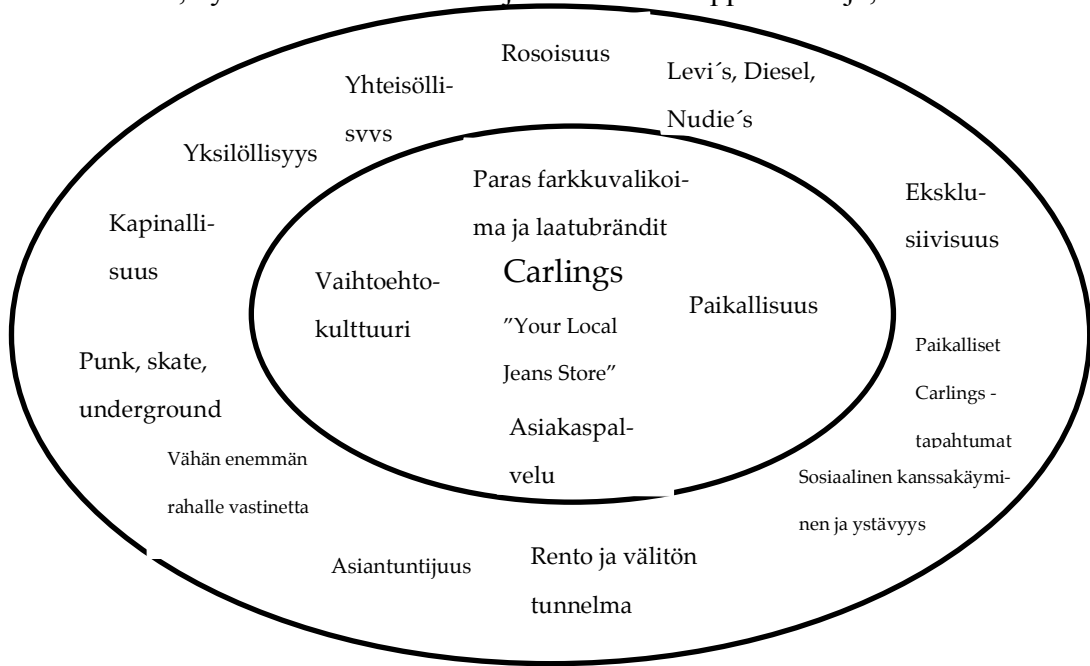 Rosoisuus
Levi´s, Diesel,
Nudie´s
Yhteisölli-
syys
Yksilöllisyys
Kapinalli-
suus
Punk, skate,
underground
Vähän enemmän
rahalle vastinetta
Asiantuntijuus
Rento ja välitön
tunnelma
Sosiaalinen kanssakäymi-
nen ja ystävyys
Paikalliset
Carlings -
tapahtumat
Eksklu-
siivisuus
Paras farkkuvalikoi-
ma ja laatubrändit
Vaihtoehto-
kulttuuri
Carlings
”Your Local
Jeans Store”
Paikallisuus
Asiakaspal-
velu